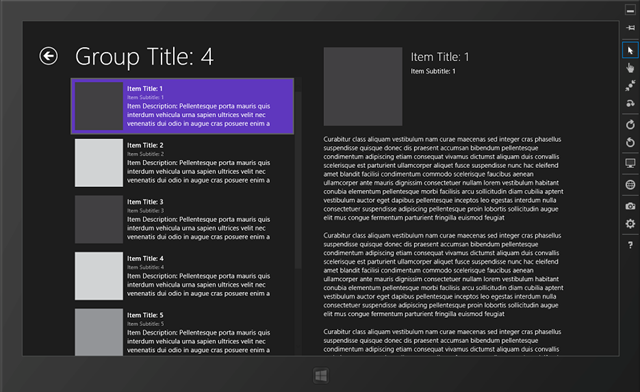 Group Title: 4
Item Title: 1
Item Subtitle: 1
Item Description: Pellentesque porta mauris quis
interdum vehicula urna sapien ultrices velit nec
venenatis dui odio in augue cras posuere enim a
Item Title: 2
Item Subtitle: 2
Item Description: Pellentesque porta mauris quis
interdum vehicula urna sapien ultrices velit nec
venenatis dui odio in augue cras posuere enim a
Item Title: 3
Item Subtitle: 3
Item Description: Pellentesque porta mauris quis
interdum vehicula urna sapien ultrices velit nec
venenatis dui odio in augue cras posuere enim a
Item Title: 4
Item Subtitle: 4
Item Description: Pellentesque porta mauris quis
interdum vehicula urna sapien ultrices velit nec
venenatis dui odio in augue cras posuere enim a
Item Title: 5
Item Subtitle: 5
Item Description: Pellentesque porta mauris quis
interdum vehicula urna sapien ultrices velit nec
venenatis dui odio in augue cras posuere enim a
Item Title: 1
Item Subtitle: 1
Curabitur class aliquam vestibulum nam curae maecenas sed integer cras phasellus
suspendisse quisque donec dis praesent accumsan bibendum pellentesque
condimentum adipiscing etiam consequat vivamus dictumst aliquam duis convallis
scelerisque est parturient ullamcorper aliquet fusce suspendisse nunc hac eleifend
amet blandit facilisi condimentum commodo scelerisque faucibus aenean
ullamcorper ante mauris dignissim consectetuer nullam lorem vestibulum habitant
conubia elementum pellentesque morbi facilisis arcu sollicitudin diam cubilia aptent
vestibulum auctor eget dapibus pellentesque inceptos leo egestas interdum nulla
consectetuer suspendisse adipiscing pellentesque proin lobortis sollicitudin augue
elit mus congue fermentum parturient fringilla euismod feugiat
Curabitur class aliquam vestibulum nam curae maecenas sed integer cras phasellus
suspendisse quisque donec dis praesent accumsan bibendum pellentesque
condimentum adipiscing etiam consequat vivamus dictumst aliquam duis convallis
scelerisque est parturient ullamcorper aliquet fusce suspendisse nunc hac eleifend
amet blandit facilisi condimentum commodo scelerisque faucibus aenean
ullamcorper ante mauris dignissim consectetuer nullam lorem vestibulum habitant
conubia elementum pellentesque morbi facilisis arcu sollicitudin diam cubilia aptent
vestibulum auctor eget dapibus pellentesque inceptos leo egestas interdum nulla
consectetuer suspendisse adipiscing pellentesque proin lobortis sollicitudin augue
elit mus congue fermentum parturient fringilla euismod feugiat
Curabitur class aliquam vestibulum nam curae maecenas sed integer cras phasellus
suspendisse quisque donec dis praesent accumsan bibendum pellentesque
condimentum adipiscing etiam consequat vivamus dictumst aliquam duis convallis